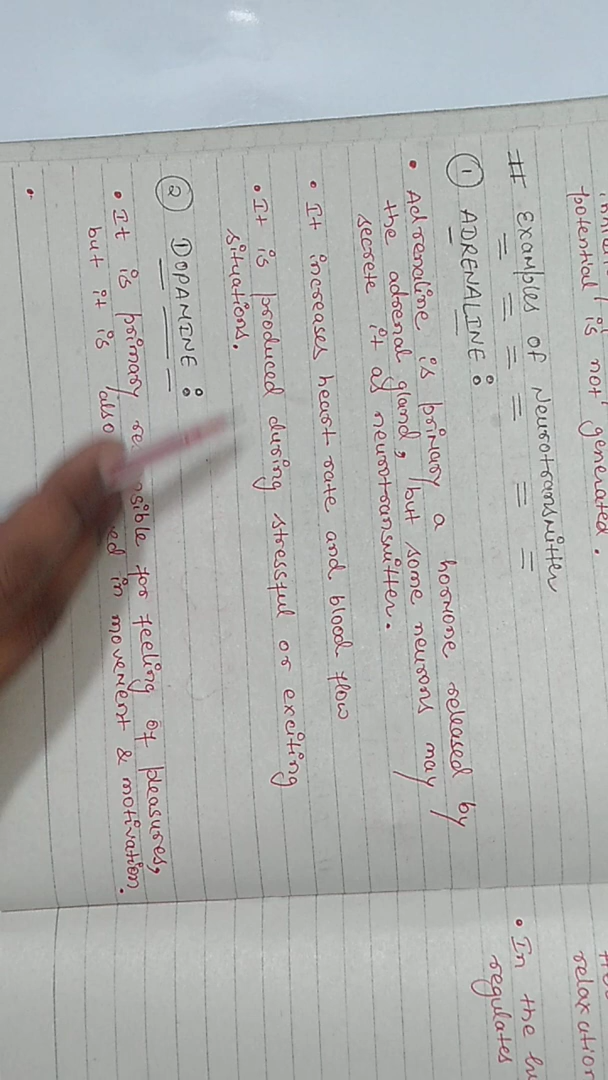 potential is not generated.
# Examples of Neurotransmitter
① ADRENALINE :
• Adrenaline is primary a hormone released by
the adrenal gland, but some neurons may
secrete it as neurotransmitter.
• It increases heart rate and blood flow
• It is produced during stressful or exciting
situations.
② DOPAMINE :
• It is primary for feeling of pleasures,
but it is also in movement & motivation.
•
relaxation
• In the
regulates